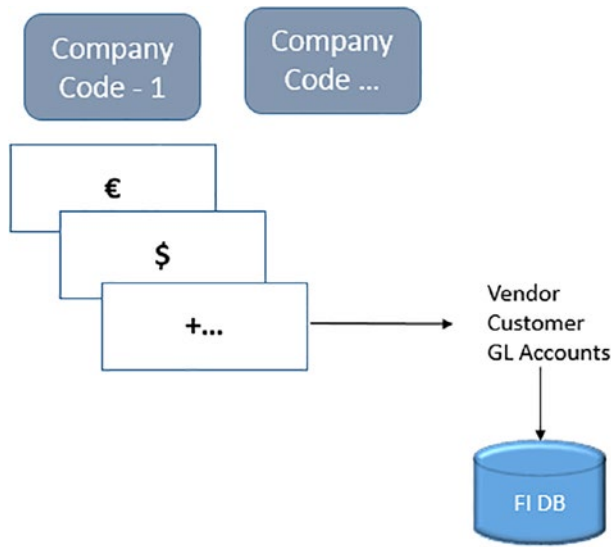 Company
Code - 1
Company
Code ...
€
$
+...
Vendor
Customer
GL Accounts
FI DB